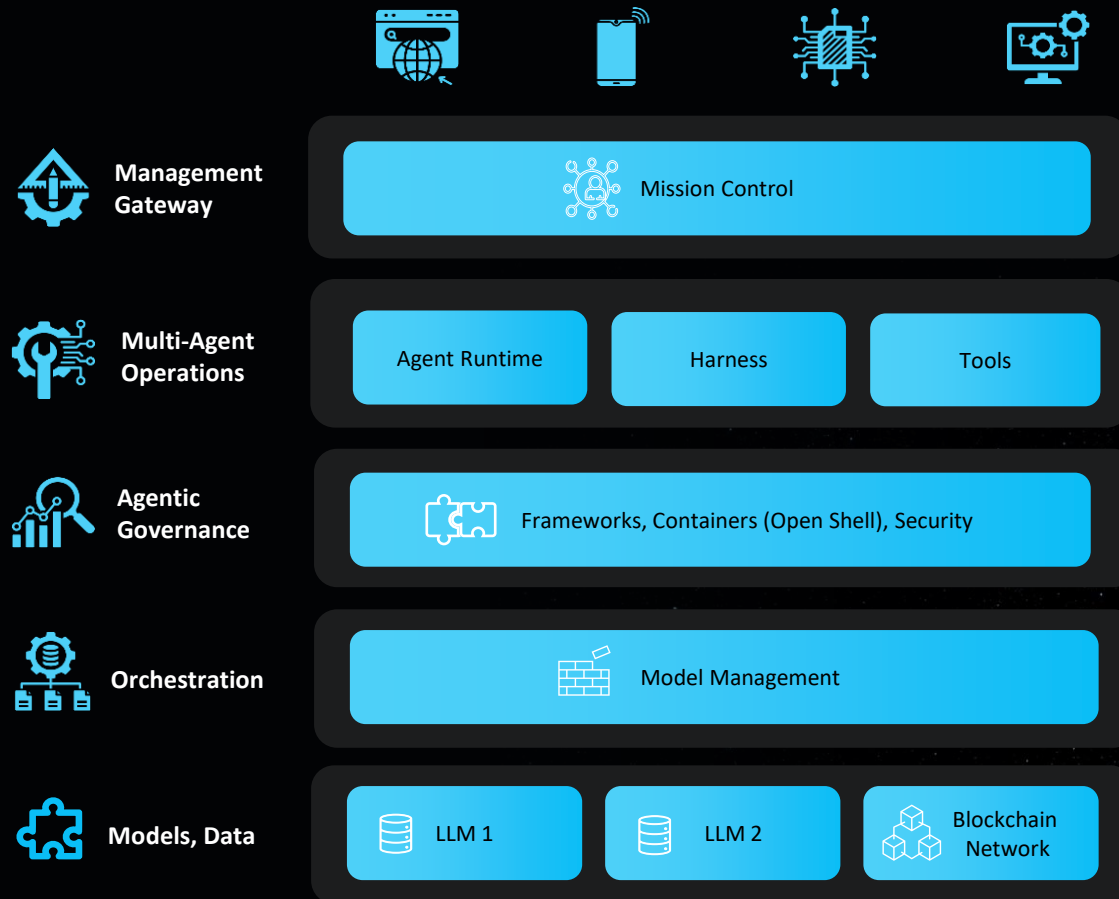 Management
Gateway
Mission Control
Multi-Agent
Operations
Agent Runtime
Harness
Tools
Agentic
Governance
Frameworks, Containers (Open Shell), Security
Orchestration
Model Management
Models, Data
LLM 1
LLM 2
Blockchain
Network